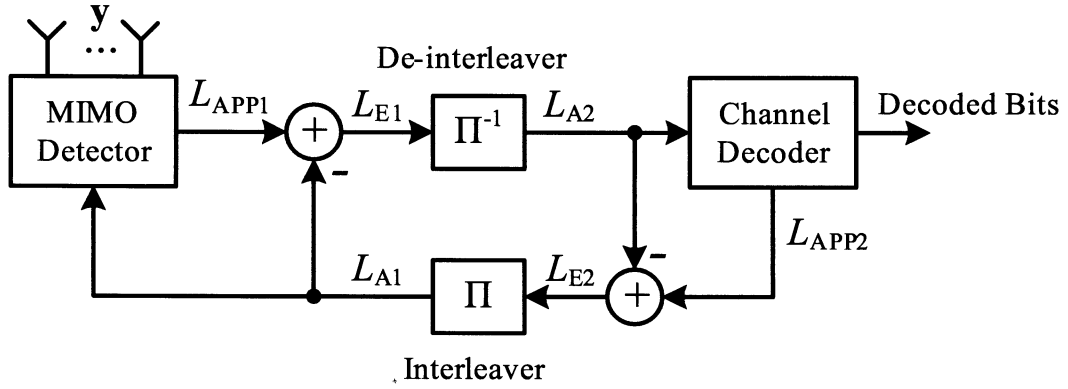 y
...
De-interleaver
MIMO
Detector
L_APP1
+
-
L_E1
Π⁻¹
L_A2
Channel
Decoder
Decoded Bits
L_APP2
-
+
L_E2
Π
L_A1
Interleaver